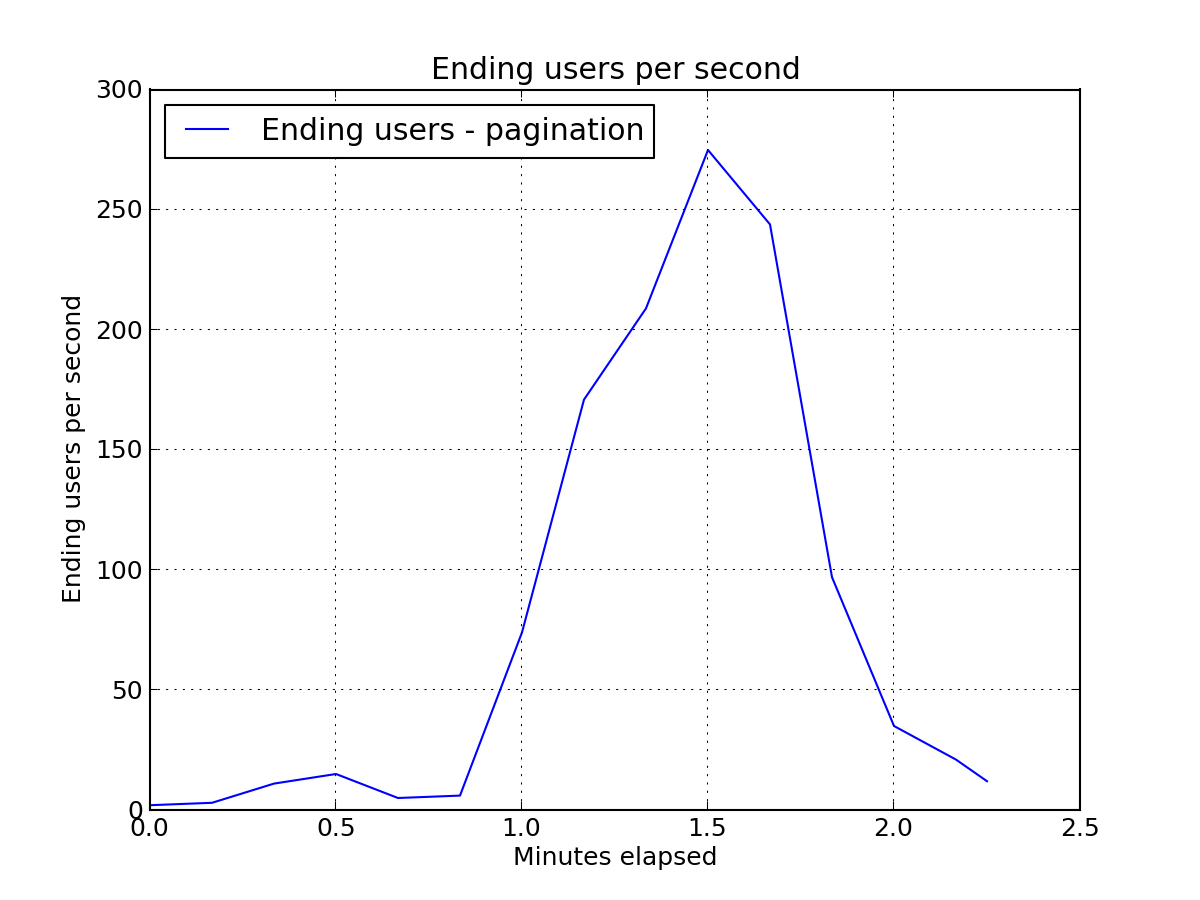 Ending users per second
Ending users - pagination
300
250
200
150
100
50
0
Ending users per second
0.0 0.5 1.0 1.5 2.0 2.5
Minutes elapsed